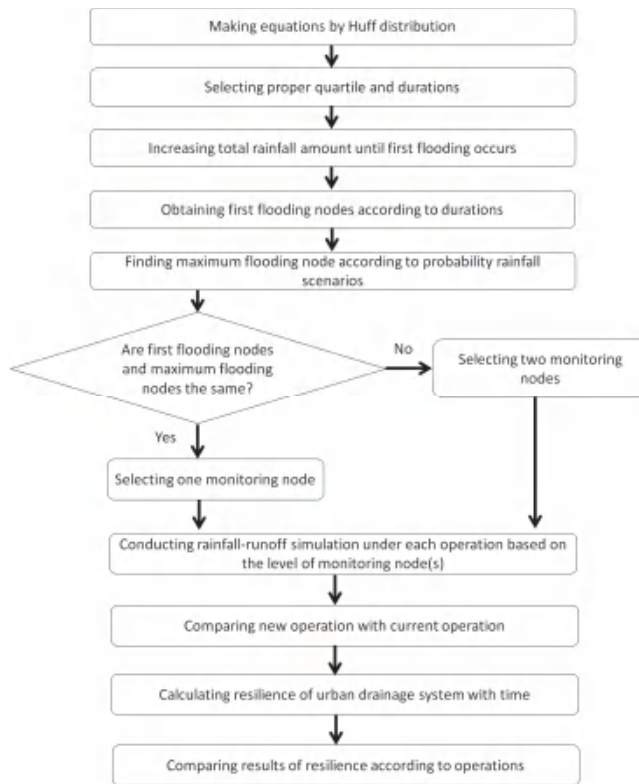 Making equations by Huff distribution
Selecting proper quartile and durations
Increasing total rainfall amount until first flooding occurs
Obtaining first flooding nodes according to durations
Finding maximum flooding node according to probability rainfall
scenarios
Are first flooding nodes
and maximum flooding
nodes the same?
No
Selecting two monitoring
nodes
Yes
Selecting one monitoring node
Conducting rainfall-runoff simulation under each operation based on
the level of monitoring node(s)
Comparing new operation with current operation
Calculating resilience of urban drainage system with time
Comparing results of resilience according to operations